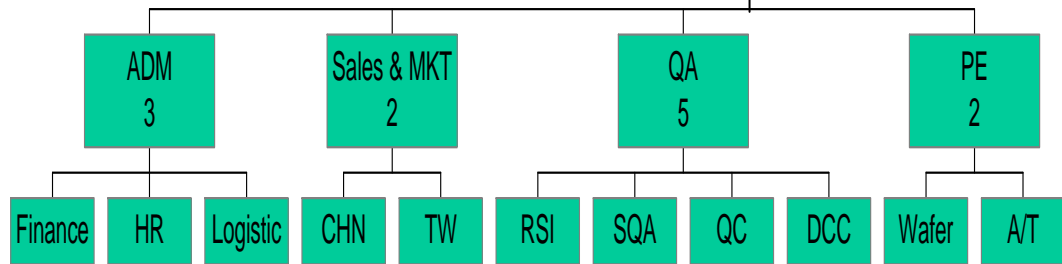 ADM
3
Sales & MKT
2
QA
5
PE
2
Finance
HR
Logistic
CHN
TW
RSI
SQA
QC
DCC
Wafer
A/T